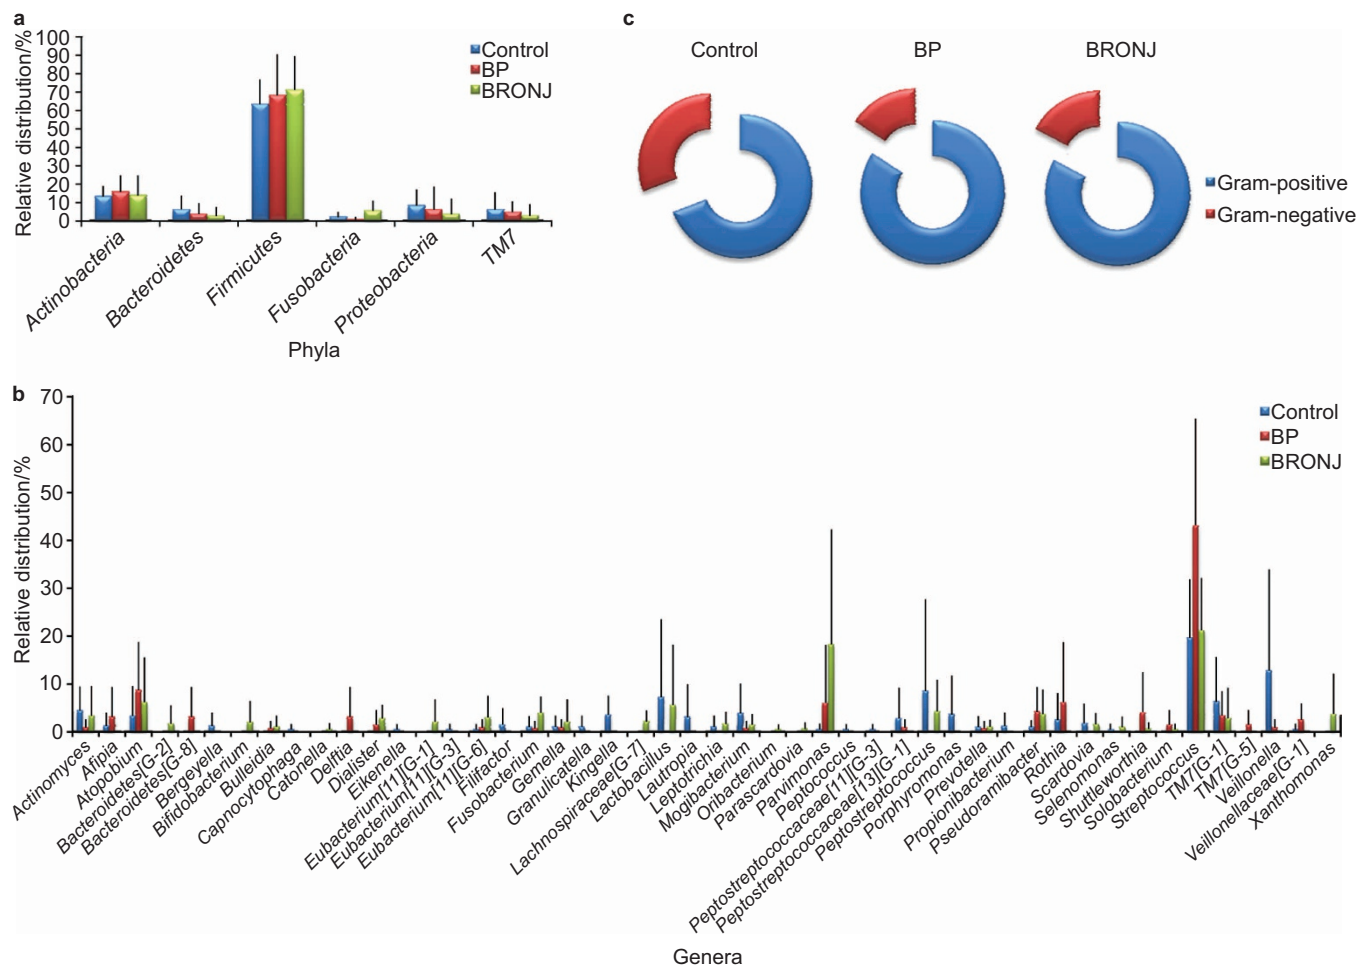 a
Relative distribution/%
100
90
80
70
60
50
40
30
20
10
0
Control
BP
BRONJ
Actinobacteria
Bacteroidetes
Firmicutes
Fusobacteria
Proteobacteria
TM7
Phyla
c
Control
BP
BRONJ
Gram-positive
Gram-negative
b
Relative distribution/%
70
60
50
40
30
20
10
0
Control
BP
BRONJ
Actinomyces
Afipia
Atopobium
Bacteroidetes[G-2]
Bacteroidetes[G-8]
Bergeyella
Bifidobacterium
Bulleidia
Capnocytophaga
Catonella
Delftia
Dialister
Eikenella
Eubacterium[11][G-1]
Eubacterium[11][G-3]
Eubacterium[11][G-6]
Filifractor
Fusobacterium
Gemella
Granulicatella
Kingella
Lachnospiraceae[G-7]
Lactobacillus
Lautropia
Leptotrichia
Mogibacterium
Oribacterium
Parascardovia
Parvimonas
Peptococcus
Peptostreptococcaceae[11][G-3]
Peptostreptococcaceae[13][G-1]
Peptostreptococcus
Porphyromonas
Prevotella
Propionibacterium
Pseudoramibacter
Rothia
Scardovia
Selenomonas
Shuttleworthia
Solobacterium
Streptococcus
TM7[G-1]
TM7[G-5]
Veillonella
Veillonellaceae[G-1]
Xanthomonas
Genera